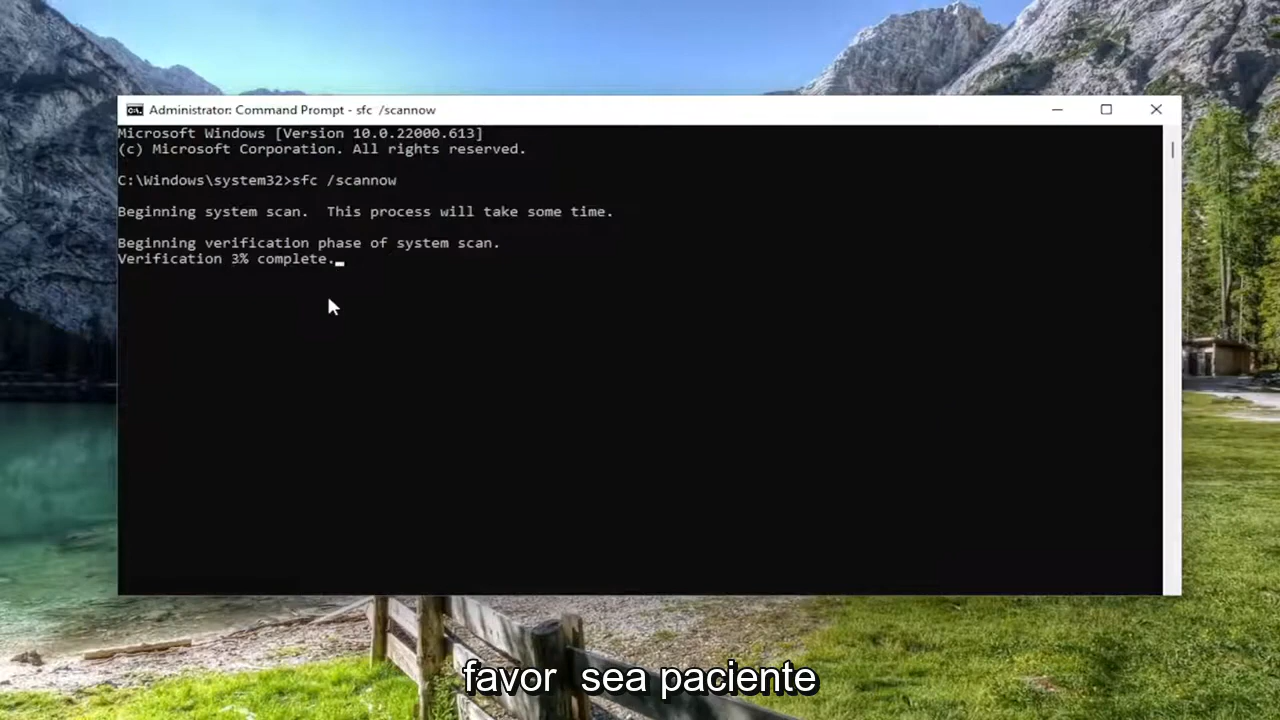 Administrator: Command Prompt - sfc /scannow
Microsoft Windows [Version 10.0.22000.613]
(c) Microsoft Corporation. All rights reserved.
C:\Windows\system32>sfc /scannow
Beginning system scan.  This process will take some time.
Beginning verification phase of system scan.
Verification 3% complete.
favor  sea paciente